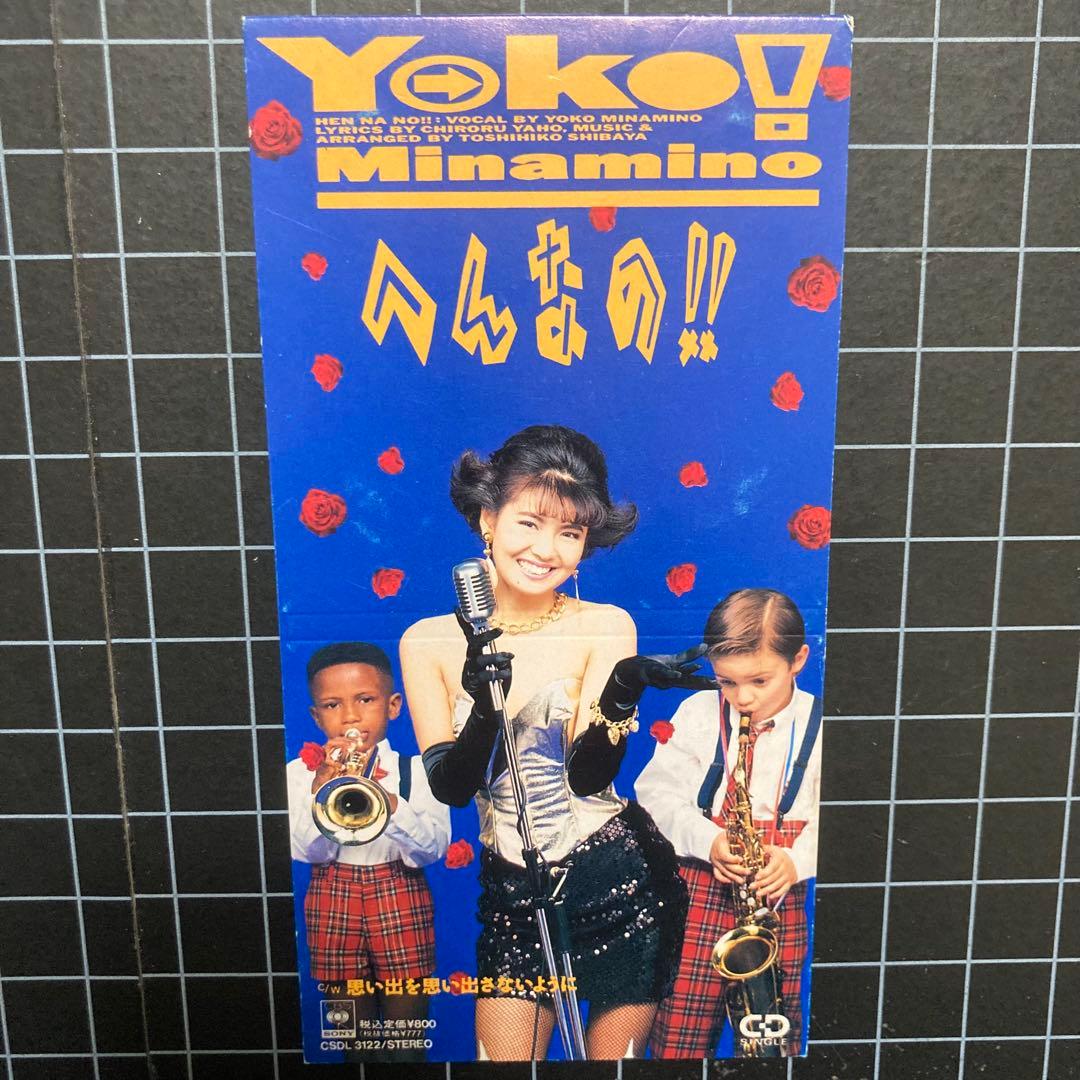 Yoko!
HEN NA NO!!: VOCAL BY YOKO MINAMINO
LYRICS BY CHIRORU YAHO, MUSIC &
ARRANGED BY TOSHIHIKO SHIBAYA
Minamino
へんなの!!
c/w 思い出を思い出さないように
CBS
SONY
税込定価¥800
(税抜価格¥777)
CSDL 3122/STEREO
CD
SINGLE